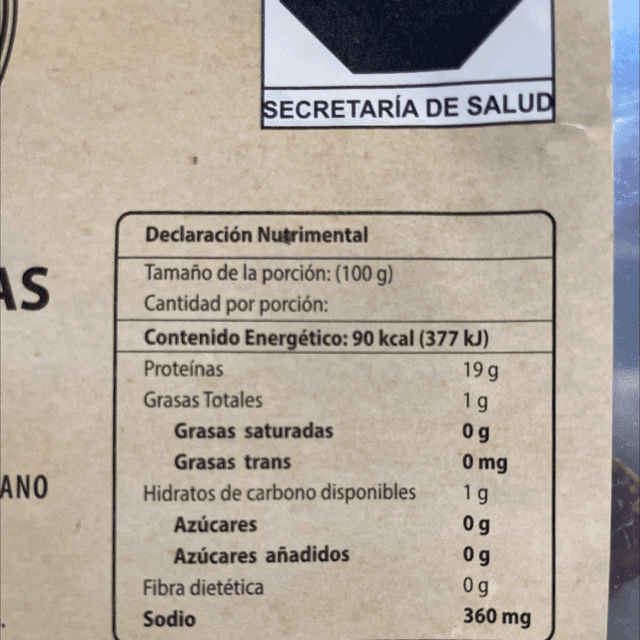 SECRETARÍA DE SALUD
Declaración Nutrimental
Tamaño de la porción: (100 g)
Cantidad por porción:
Contenido Energético: 90 kcal (377 kJ)
Proteínas 19 g
Grasas Totales 1 g
Grasas saturadas 0 g
Grasas trans 0 mg
Hidratos de carbono disponibles 1 g
Azúcares 0 g
Azúcares añadidos 0 g
Fibra dietética 0 g
Sodio 360 mg
AS
ANO